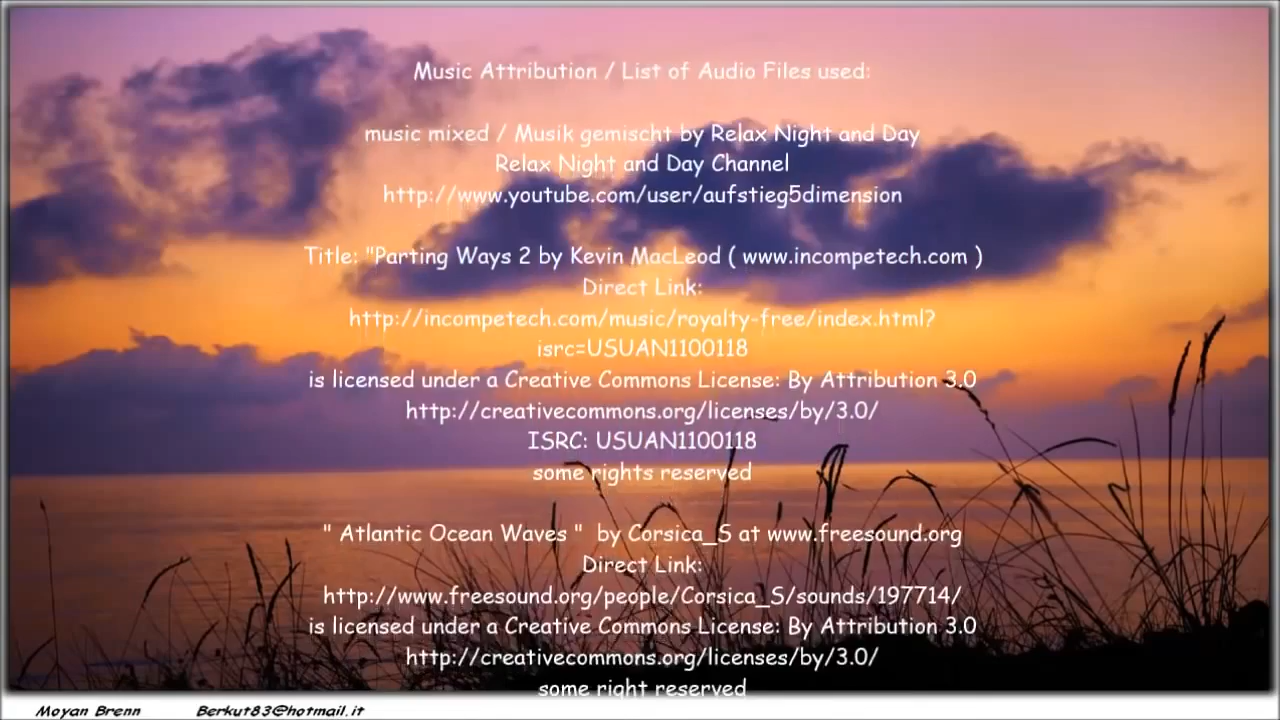 Music Attribution / List of Audio Files used:
music mixed / Musik gemischt by Relax Night and Day
Relax Night and Day Channel
http://www.youtube.com/user/aufstieg5dimension
Title: "Parting Ways 2 by Kevin MacLeod ( www.incompetech.com )
Direct Link:
http://incompetech.com/music/royalty-free/index.html?
isrc=USUAN1100118
is licensed under a Creative Commons License: By Attribution 3.0
http://creativecommons.org/licenses/by/3.0/
ISRC: USUAN1100118
some rights reserved
" Atlantic Ocean Waves "  by Corsica_S at www.freesound.org
Direct Link:
http://www.freesound.org/people/Corsica_S/sounds/197714/
is licensed under a Creative Commons License: By Attribution 3.0
http://creativecommons.org/licenses/by/3.0/
some right reserved
Moyan Brenn Berkut83@hotmail.it